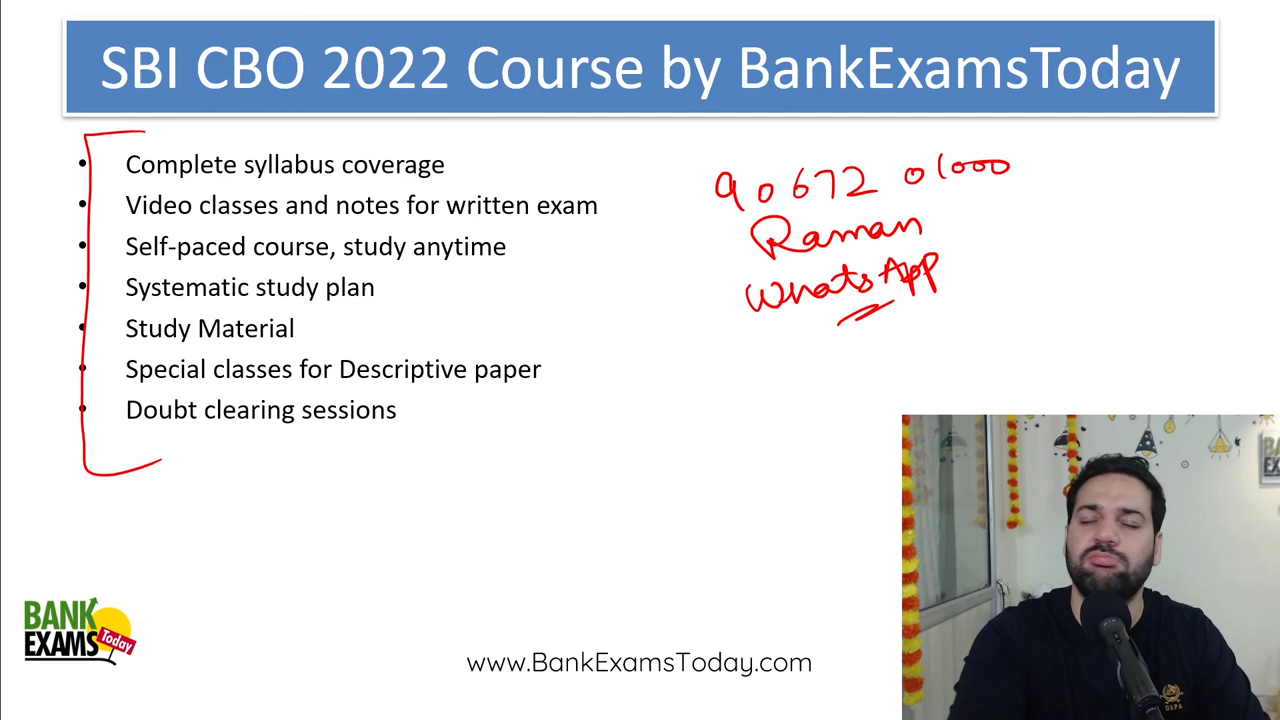 SBI CBO 2022 Course by BankExamsToday
• Complete syllabus coverage
• Video classes and notes for written exam
• Self-paced course, study anytime
• Systematic study plan
• Study Material
• Special classes for Descriptive paper
• Doubt clearing sessions
90672 01000
Raman
WhatsApp
BANK
EXAMS
Today
www.BankExamsToday.com
OSPA